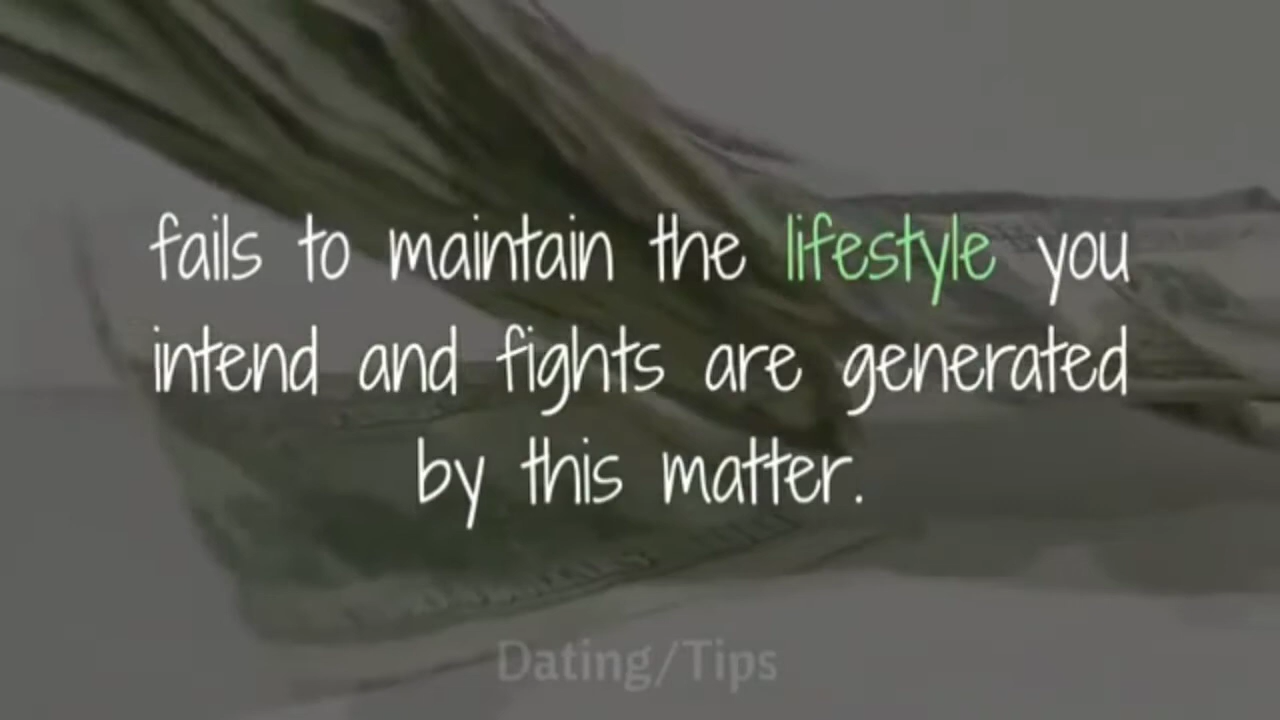 fails to maintain the lifestyle you
intend and fights are generated
by this matter.
Dating/Tips